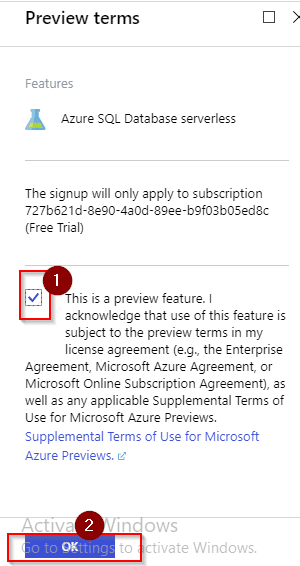 Preview terms
Features
Azure SQL Database serverless
The signup will only apply to subscription
727b621d-8e90-4a0d-89ee-b9f03b05ed8c
(Free Trial)
1
This is a preview feature. I
acknowledge that use of this feature is
subject to the preview terms in my
license agreement (e.g., the Enterprise
Agreement, Microsoft Azure Agreement, or
Microsoft Online Subscription Agreement), as
well as any applicable Supplemental Terms of
Use for Microsoft Azure Previews.
Supplemental Terms of Use for Microsoft
Azure Previews.
2
Activate Windows
OK
Go to Settings to activate Windows.